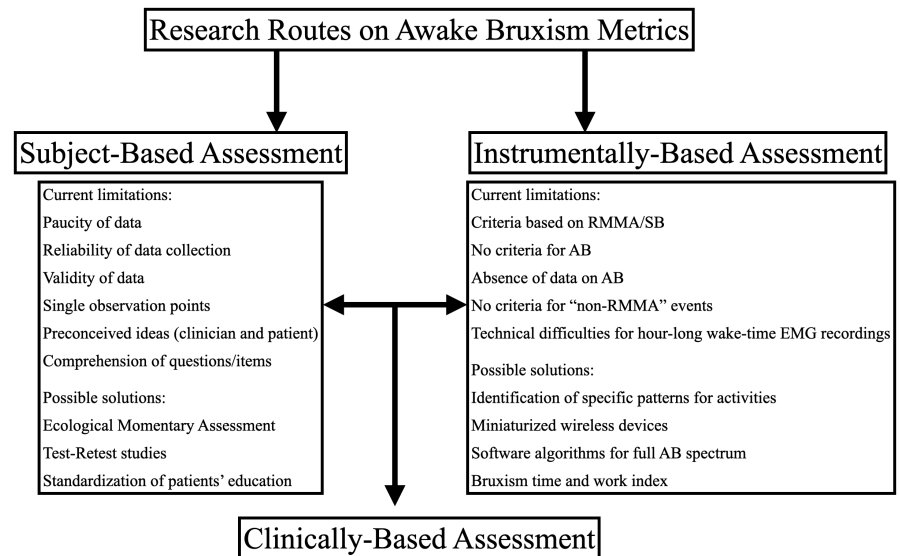 Research Routes on Awake Bruxism Metrics
Subject-Based Assessment
Current limitations:
Paucity of data
Reliability of data collection
Validity of data
Single observation points
Preconceived ideas (clinician and patient)
Comprehension of questions/items
Possible solutions:
Ecological Momentary Assessment
Test-Retest studies
Standardization of patients’ education
Instrumentally-Based Assessment
Current limitations:
Criteria based on RMMA/SB
No criteria for AB
Absence of data on AB
No criteria for “non-RMMA” events
Technical difficulties for hour-long wake-time EMG recordings
Possible solutions:
Identification of specific patterns for activities
Miniaturized wireless devices
Software algorithms for full AB spectrum
Bruxism time and work index
Clinically-Based Assessment